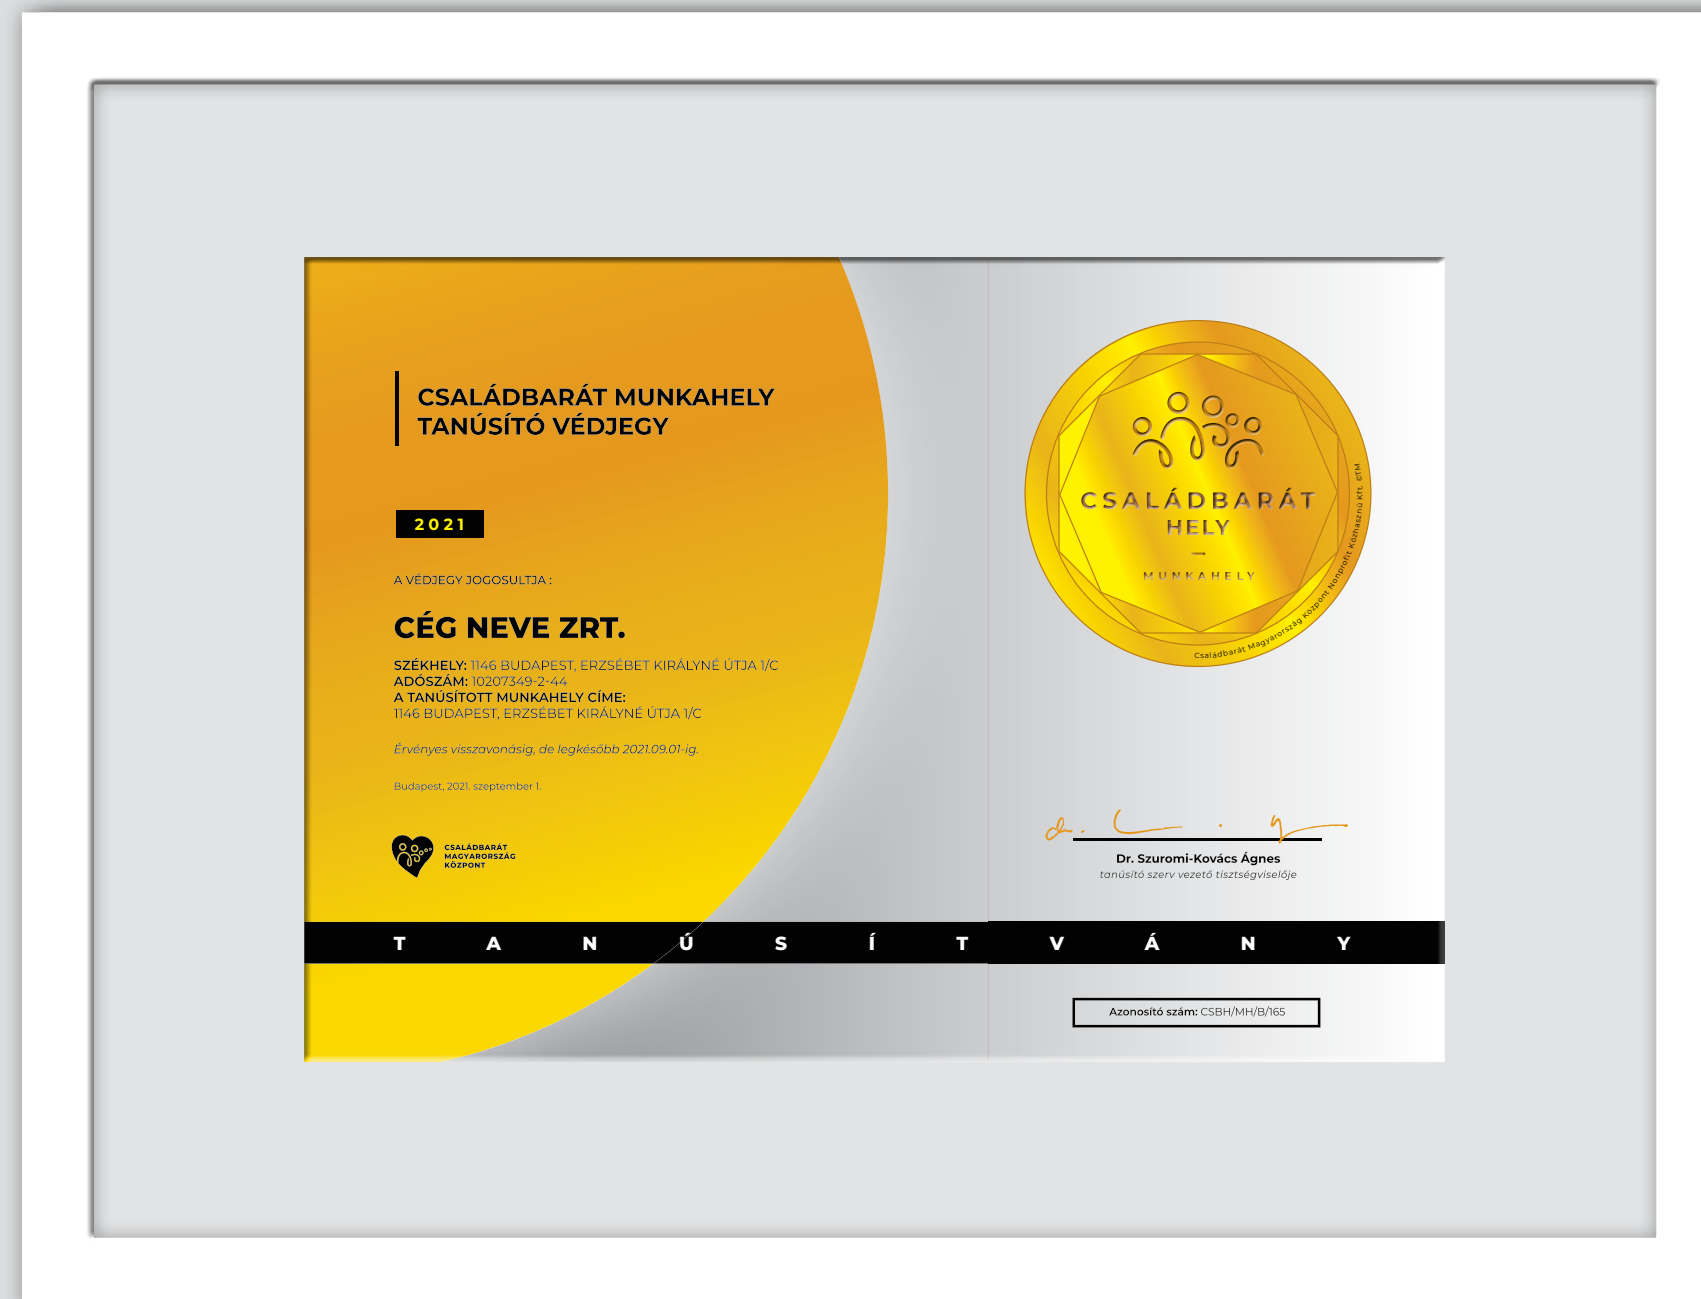 CSALÁDBARÁT MUNKAHELY
TANÚSÍTÓ VÉDJEGY
2021
A VÉDJEGY JOGOSULTJA :
CÉG NEVE ZRT.
SZÉKHELY: 1146 BUDAPEST, ERZSÉBET KIRÁLYNÉ ÚTJA 1/C
ADÓSZÁM: 10207349-2-44
A TANÚSÍTOTT MUNKAHELY CÍME:
1146 BUDAPEST, ERZSÉBET KIRÁLYNÉ ÚTJA 1/C
Érvényes visszavonásig, de legkésőbb 2021.09.01-ig.
Budapest, 2021. szeptember 1.
CSALÁDBARÁT
MAGYARORSZÁG
KÖZPONT
CSALÁDBARÁT
HELY
–
MUNKAHELY
Családbarát Magyarország Központ Nonprofit Közhasznú Kft. ©TM
Dr. Szuromi-Kovács Ágnes
tanúsító szerv vezető tisztségviselője
TANÚSÍTVÁNY
Azonosító szám: CSBH/MH/B/165